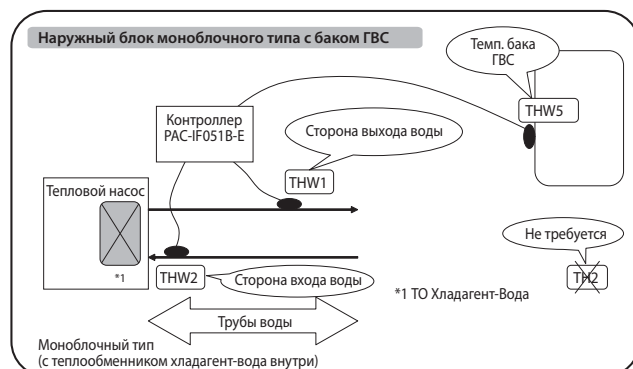 Наружный блок моноблочного типа с баком ГВС
Темп. бака
ГВС
THW5
Контроллер
PAC-IF051B-E
Сторона выхода воды
THW1
Тепловой насос
*1
THW2
Сторона входа воды
Не требуется
TH2
*1 ТО Хладагент-Вода
Трубы воды
Моноблочный тип
(с теплообменником хладагент-вода внутри)